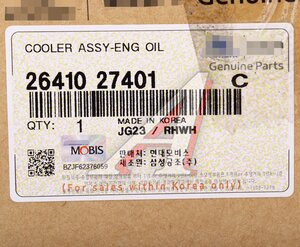 COOLER ASSY-ENG OIL
Genuine Parts
26410 27401 C
QTY: 1
MADE IN KOREA
JG23 / RHWH
MOBIS
BZJF62376059
판매처: 현대모비스
제조원: 삼성공조(주)
(For sales within Korea only)